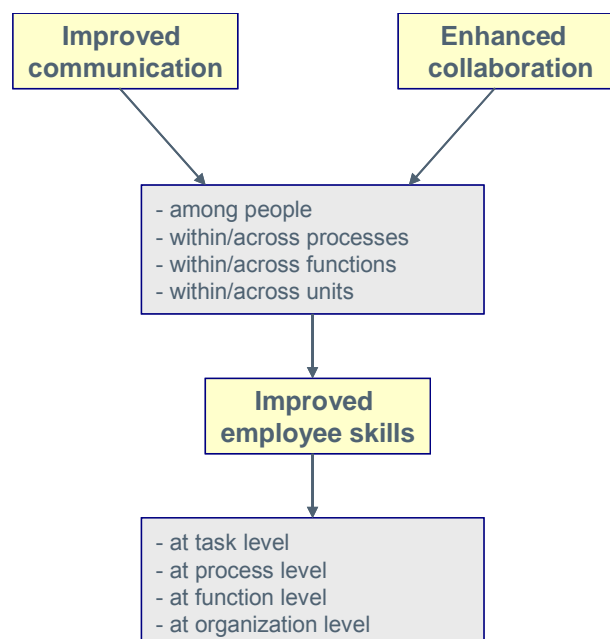 Improved
communication
Enhanced
collaboration
- among people
- within/across processes
- within/across functions
- within/across units
Improved
employee skills
- at task level
- at process level
- at function level
- at organization level